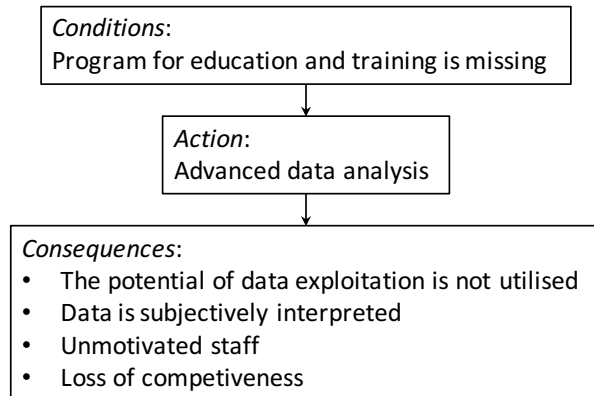 Conditions:
Program for education and training is missing
Action:
Advanced data analysis
Consequences:
• The potential of data exploitation is not utilised
• Data is subjectively interpreted
• Unmotivated staff
• Loss of competiveness